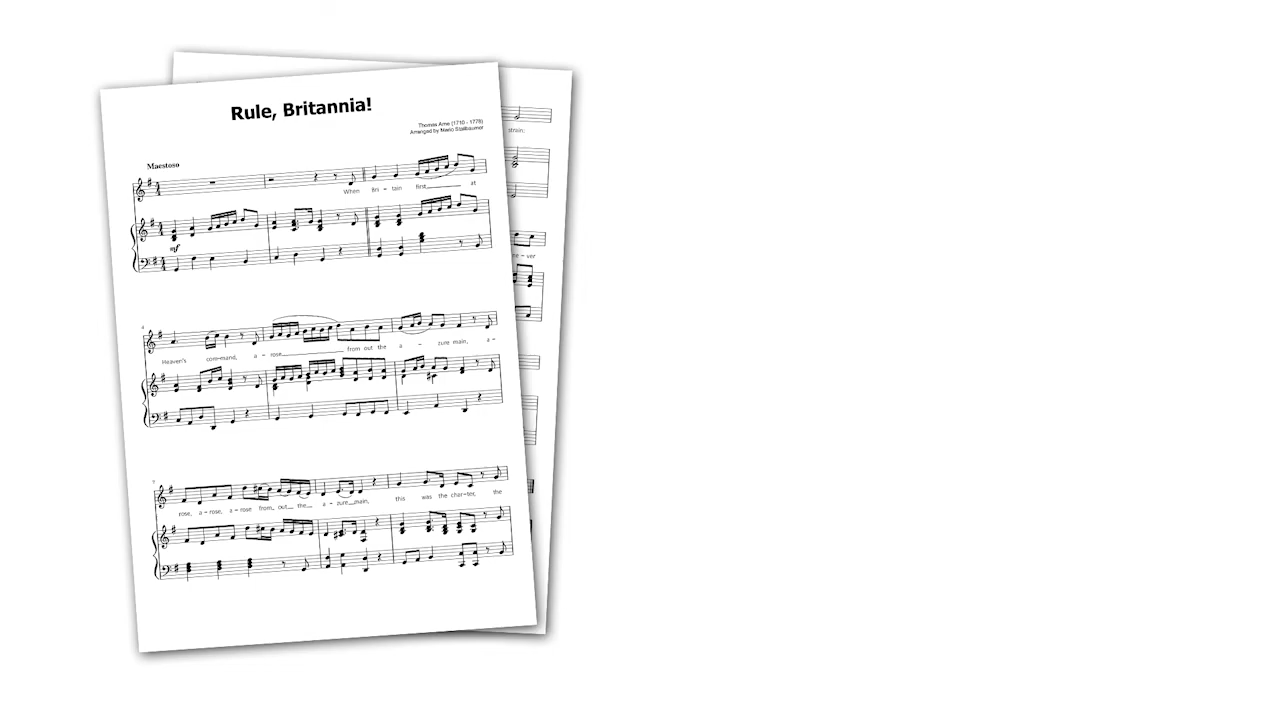 Rule, Britannia!
Thomas Arne (1710 - 1778)
Arranged by Mario Stallbaumer
Maestoso
When Bri - tain first at
mf
4
Heaven's com-mand, a - rose from out the a - zure main, a-
rose, a - rose, a - rose from out the a - zure main, this was the char-ter, the
strain:
ne - ver